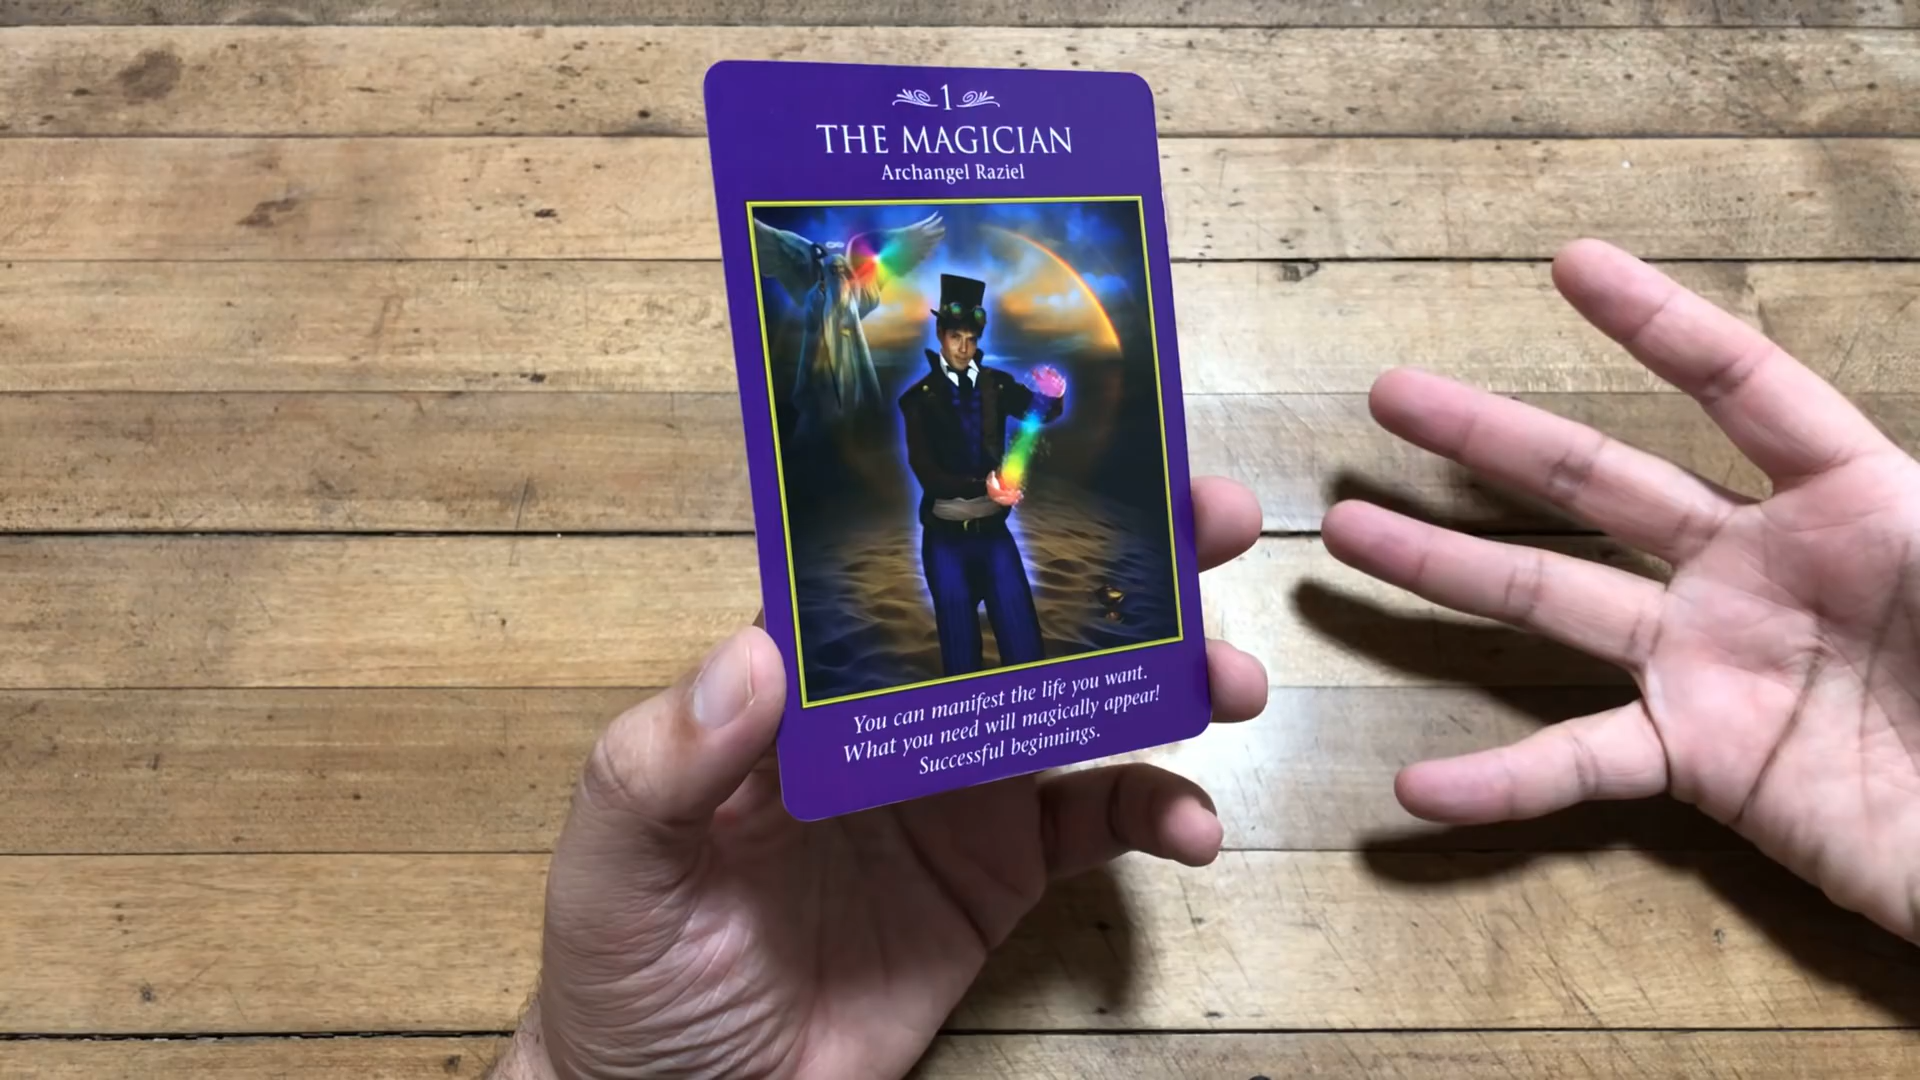 1
THE MAGICIAN
Archangel Raziel
You can manifest the life you want.
What you need will magically appear!
Successful beginnings.